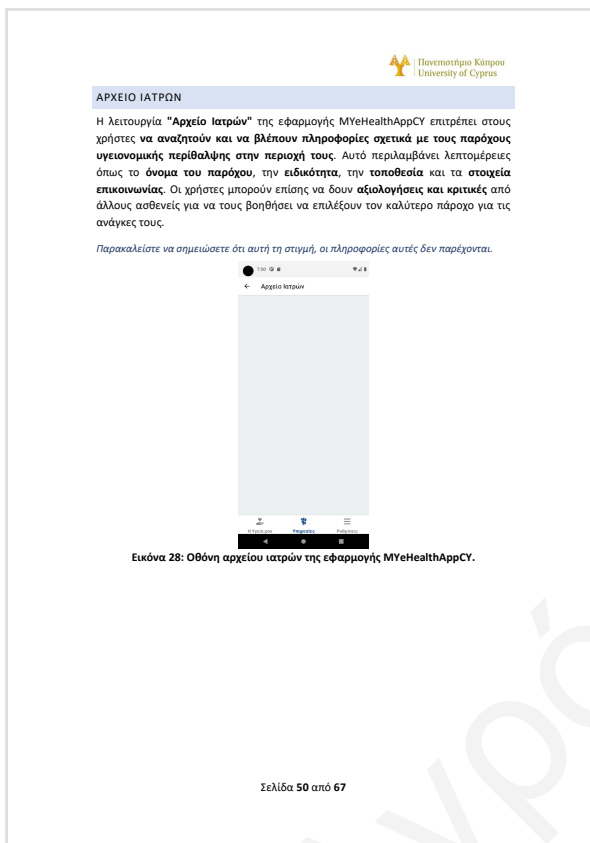 Πανεπιστήμιο Κύπρου
University of Cyprus
ΑΡΧΕΙΟ ΙΑΤΡΩΝ
Η λειτουργία "Αρχείο Ιατρών" της εφαρμογής MYeHealthAppCY επιτρέπει στους
χρήστες να αναζητούν και να βλέπουν πληροφορίες σχετικά με τους παρόχους
υγειονομικής περίθαλψης στην περιοχή τους. Αυτό περιλαμβάνει λεπτομέρειες
όπως το όνομα του παρόχου, την ειδικότητα, την τοποθεσία και τα στοιχεία
επικοινωνίας. Οι χρήστες μπορούν επίσης να δουν αξιολογήσεις και κριτικές από
άλλους ασθενείς για να τους βοηθήσει να επιλέξουν τον καλύτερο πάροχο για τις
ανάγκες τους.
Παρακαλείστε να σημειώσετε ότι αυτή τη στιγμή, οι πληροφορίες αυτές δεν παρέχονται.
7:50
Αρχείο Ιατρών
Η Υγεία μου Υπηρεσίες Ρυθμίσεις
Εικόνα 28: Οθόνη αρχείου ιατρών της εφαρμογής MYeHealthAppCY.
Σελίδα 50 από 67